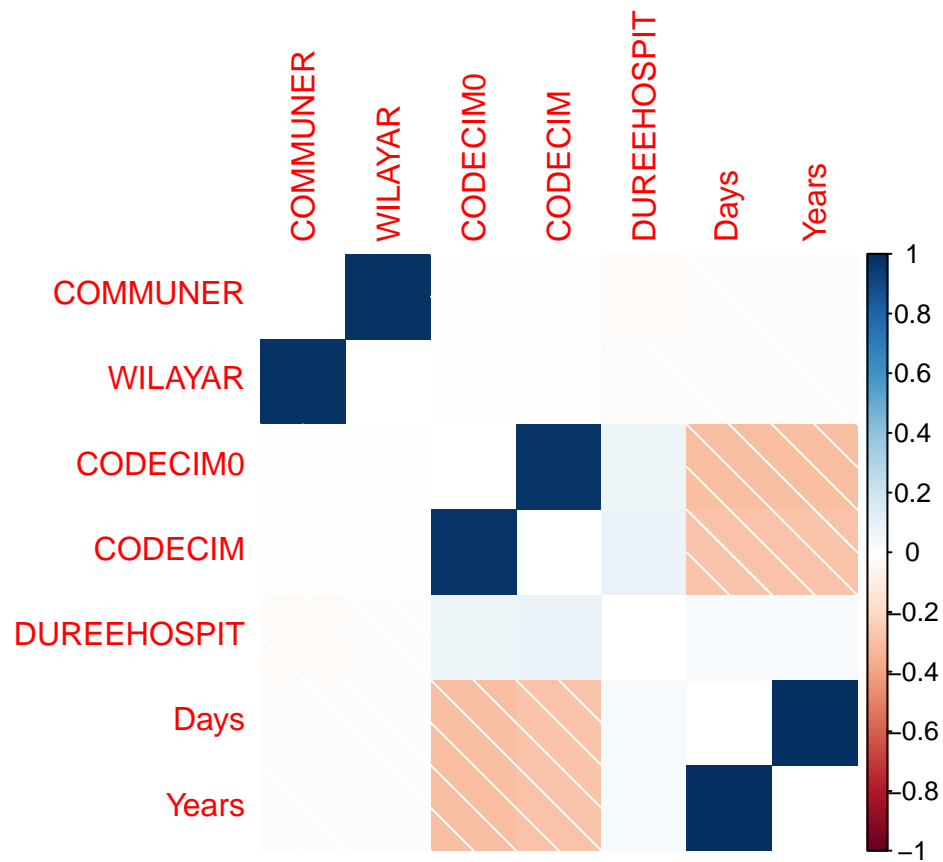 COMMUNER
WILAYAR
CODECIM0
CODECIM
DUREEHOSPIT
Days
Years
COMMUNER
WILAYAR
CODECIM0
CODECIM
DUREEHOSPIT
Days
Years
1
0.8
0.6
0.4
0.2
0
−0.2
−0.4
−0.6
−0.8
−1